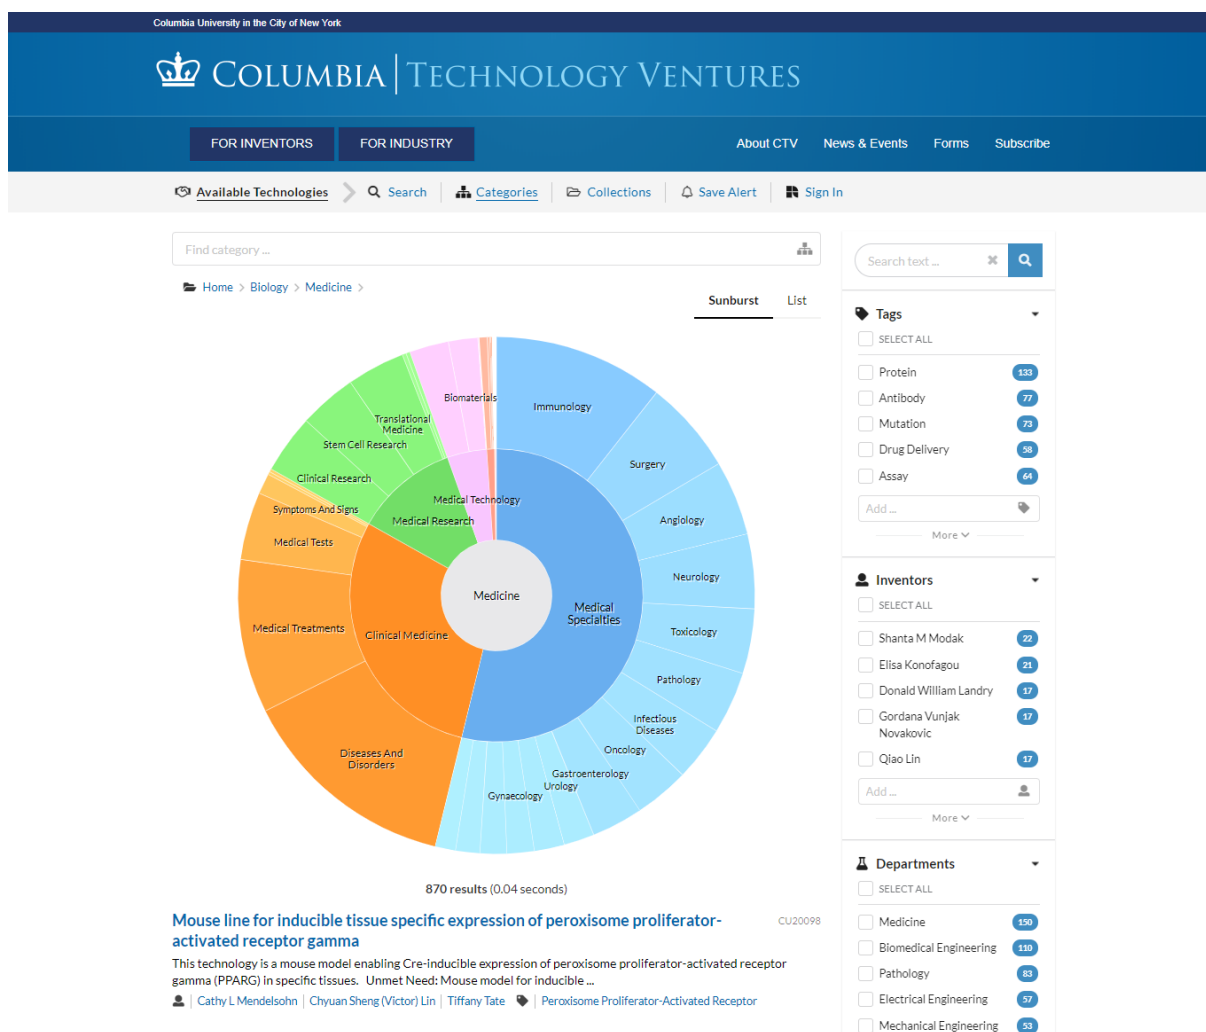 Columbia University in the City of New York
COLUMBIA | TECHNOLOGY VENTURES
FOR INVENTORS FOR INDUSTRY About CTV News & Events Forms Subscribe
Available Technologies Search Categories Collections Save Alert Sign In
Find category ...
Home > Biology > Medicine >
Sunburst List
Immunology
Surgery
Angiology
Neurology
Toxicology
Pathology
Infectious
Diseases
Oncology
Gastroenterology
Urology
Gynaecology
Diseases And
Disorders
Medical Treatments
Medical Tests
Symptoms And Signs
Clinical Research
Stem Cell Research
Translational
Medicine
Biomaterials
Medical Technology
Medical Research
Clinical Medicine
Medicine
Medical
Specialties
870 results (0.04 seconds)
Mouse line for inducible tissue specific expression of peroxisome proliferator-
activated receptor gamma
CU20098
This technology is a mouse model enabling Cre-inducible expression of peroxisome proliferator-activated receptor
gamma (PPARG) in specific tissues. Unmet Need: Mouse model for inducible ...
Cathy L Mendelsohn | Chyuan Sheng (Victor) Lin | Tiffany Tate | Peroxisome Proliferator-Activated Receptor
Search text ...
Tags
SELECT ALL
Protein 133
Antibody 77
Mutation 73
Drug Delivery 58
Assay 64
Add ...
More
Inventors
SELECT ALL
Shanta M Modak 22
Elisa Konofagou 21
Donald William Landry 17
Gordana Vunjak 17
Novakovic
Qiao Lin 17
Add ...
More
Departments
SELECT ALL
Medicine 150
Biomedical Engineering 110
Pathology 83
Electrical Engineering 57
Mechanical Engineering 53